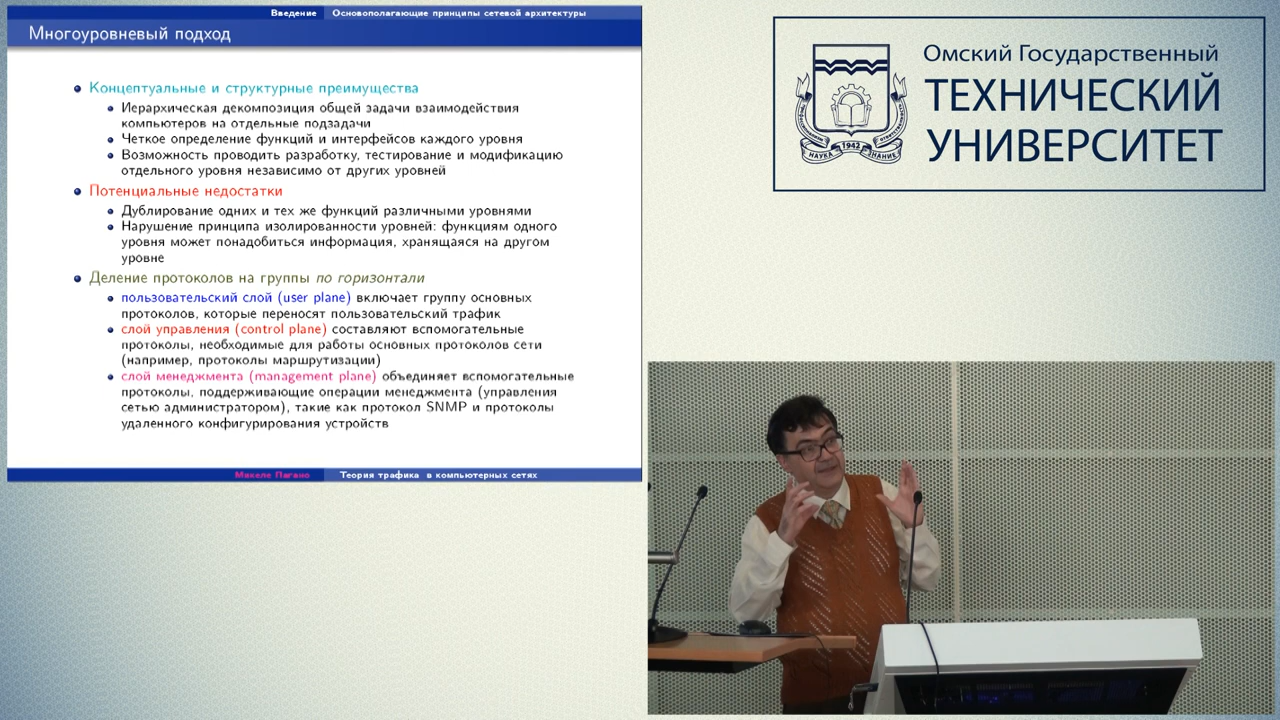 Введение Основополагающие принципы сетевой архитектуры
Многоуровневый подход
Концептуальные и структурные преимущества
Иерархическая декомпозиция общей задачи взаимодействия
компьютеров на отдельные подзадачи
Четкое определение функций и интерфейсов каждого уровня
Возможность проводить разработку, тестирование и модификацию
отдельного уровня независимо от других уровней
Потенциальные недостатки
Дублирование одних и тех же функций различными уровнями
Нарушение принципа изолированности уровней: функциям одного
уровня может понадобиться информация, хранящаяся на другом
уровне
Деление протоколов на группы по горизонтали
пользовательский слой (user plane) включает группу основных
протоколов, которые переносят пользовательский трафик
слой управления (control plane) составляют вспомогательные
протоколы, необходимые для работы основных протоколов сети
(например, протоколы маршрутизации)
слой менеджмента (management plane) объединяет вспомогательные
протоколы, поддерживающие операции менеджмента (управления
сетью администратором), такие как протокол SNMP и протоколы
удаленного конфигурирования устройств
Микеле Пагано Теория трафика в компьютерных сетях
Омский Государственный
ТЕХНИЧЕСКИЙ
УНИВЕРСИТЕТ
НАУКА 1942 ЗНАНИЕ